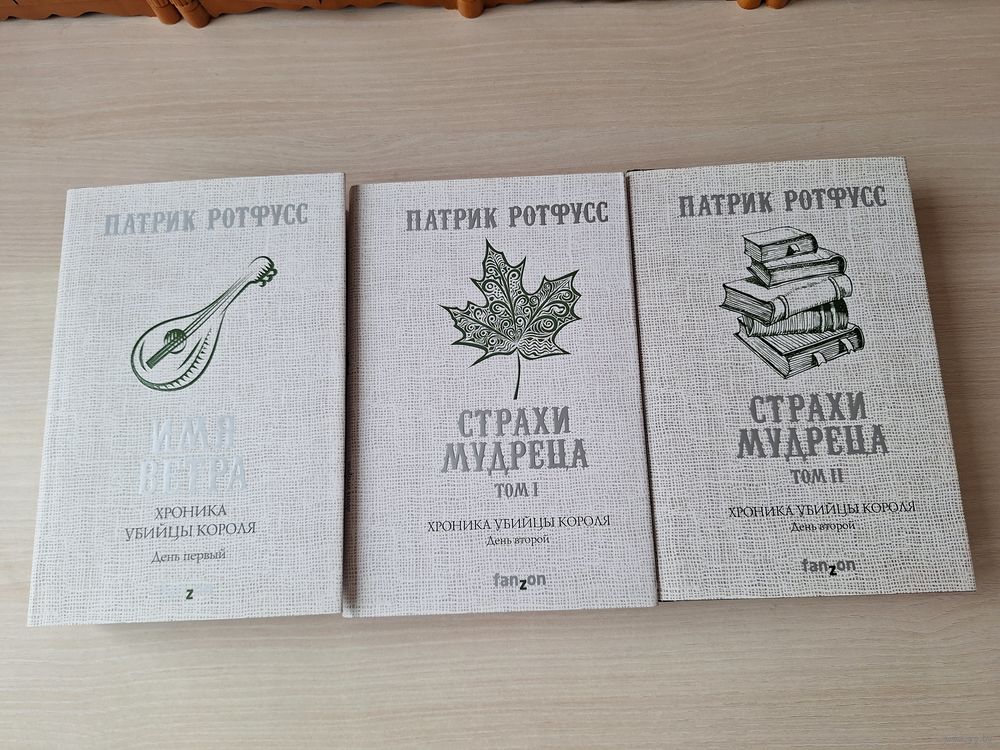 ПАТРИК РОТФУСС
ИМЯ
ВЕТРА
ХРОНИКА
УБИЙЦЫ КОРОЛЯ
День первый
ПАТРИК РОТФУСС
СТРАХИ
МУДРЕЦА
ТОМ I
ХРОНИКА УБИЙЦЫ КОРОЛЯ
День второй
fanzon
ПАТРИК РОТФУСС
СТРАХИ
МУДРЕЦА
ТОМ II
ХРОНИКА УБИЙЦЫ КОРОЛЯ
День второй
fanzon